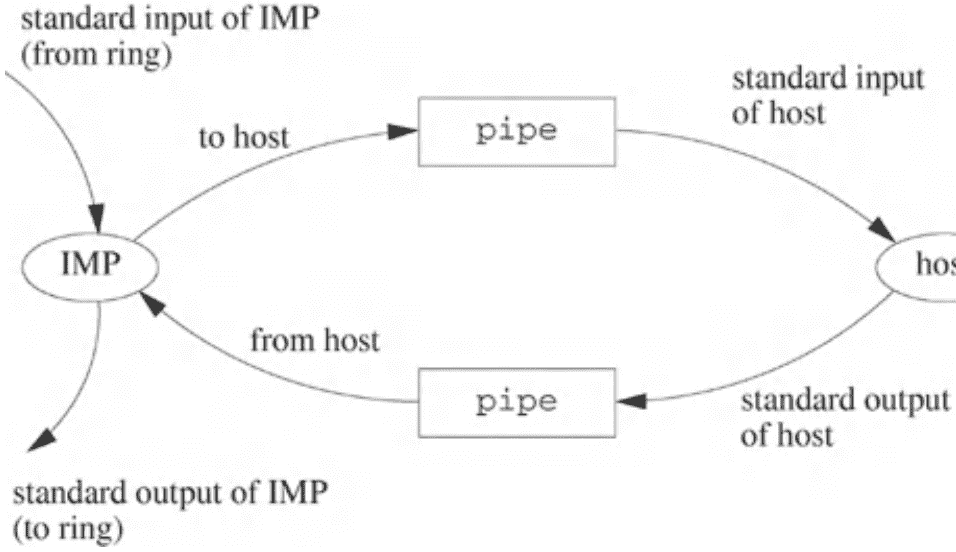 standard input of IMP
(from ring)
standard input
of host
to host
pipe
IMP
hos
from host
pipe
standard output
of host
standard output of IMP
(to ring)